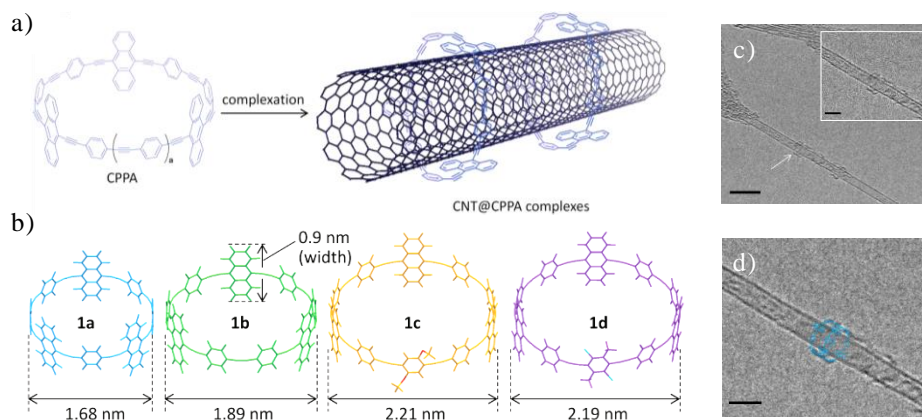 a)
complexation
a
CPPA
CNT@CPPA complexes
b)
0.9 nm
(width)
1a
1b
1c
1d
1.68 nm
1.89 nm
2.21 nm
2.19 nm
c)
d)